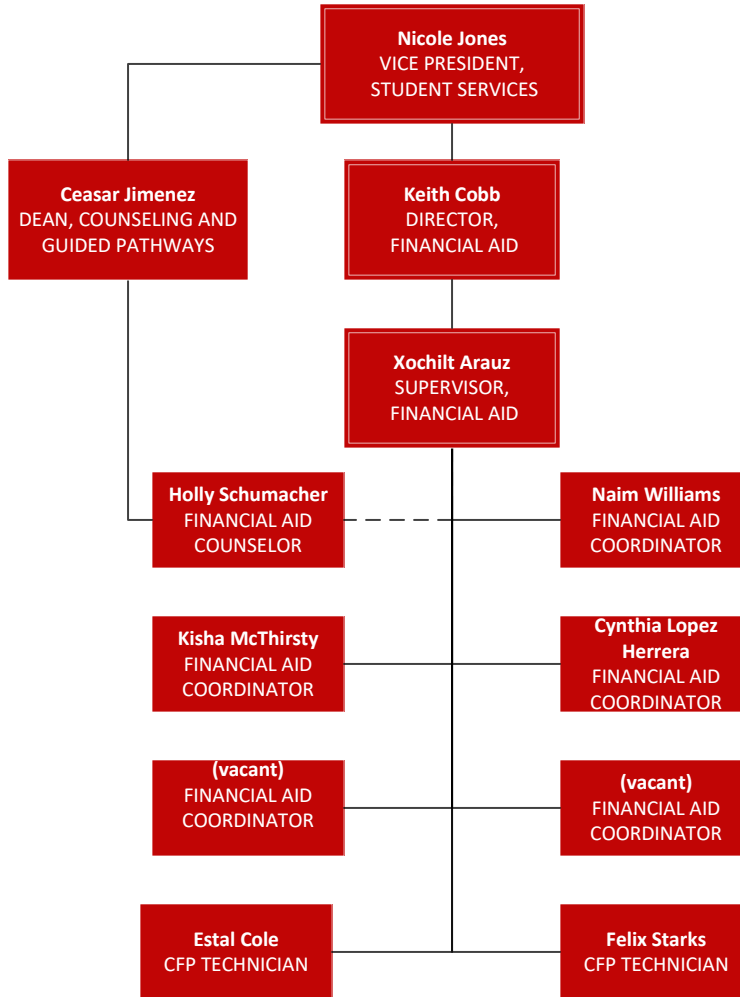 Nicole Jones
VICE PRESIDENT,
STUDENT SERVICES
Ceasar Jimenez
DEAN, COUNSELING AND
GUIDED PATHWAYS
Keith Cobb
DIRECTOR,
FINANCIAL AID
Xochilt Arauz
SUPERVISOR,
FINANCIAL AID
Holly Schumacher
FINANCIAL AID
COUNSELOR
Naim Williams
FINANCIAL AID
COORDINATOR
Kisha McThirsty
FINANCIAL AID
COORDINATOR
Cynthia Lopez
Herrera
FINANCIAL AID
COORDINATOR
(vacant)
FINANCIAL AID
COORDINATOR
(vacant)
FINANCIAL AID
COORDINATOR
Estal Cole
CFP TECHNICIAN
Felix Starks
CFP TECHNICIAN